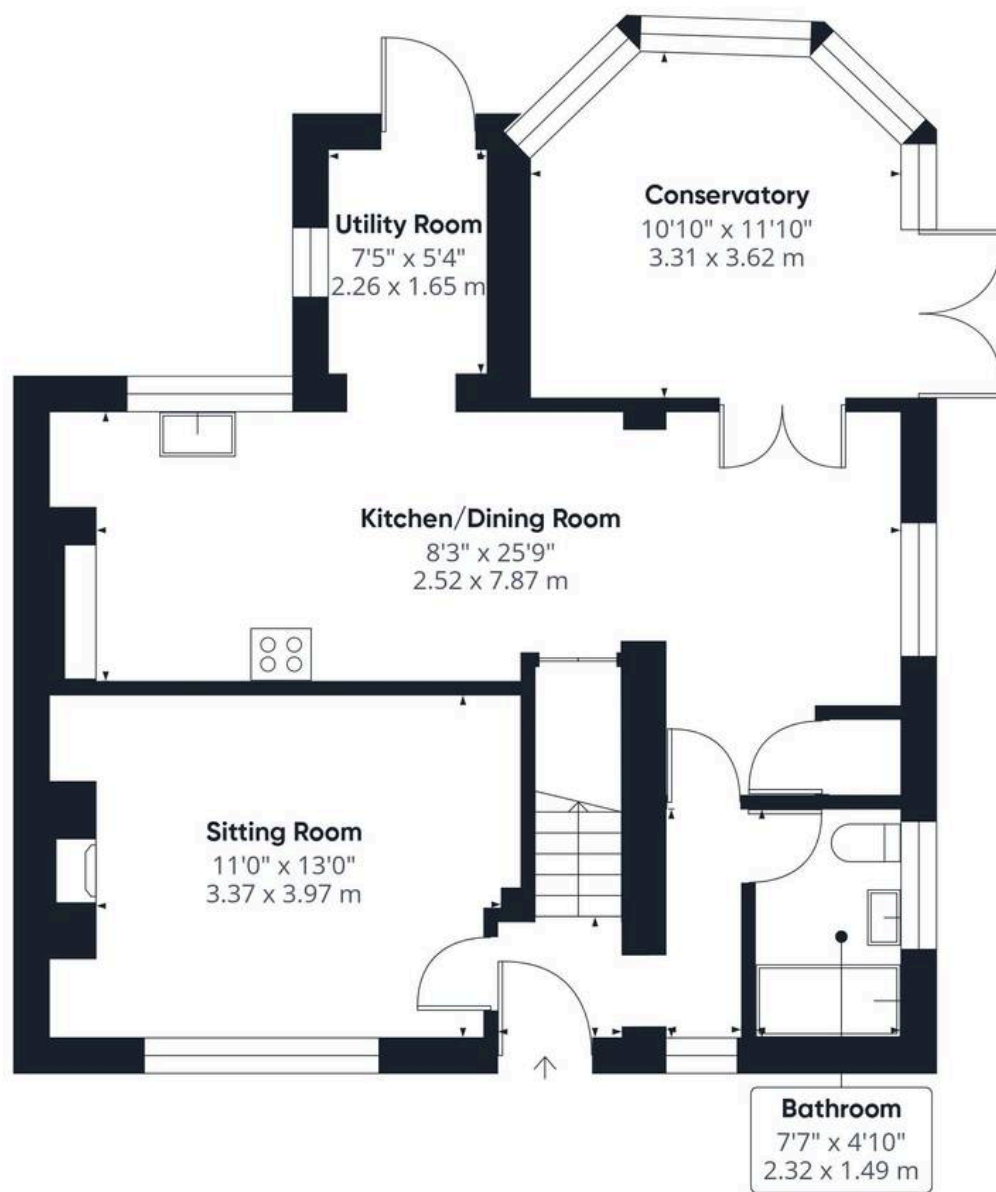 Utility Room
7'5" x 5'4"
2.26 x 1.65 m
Conservatory
10'10" x 11'10"
3.31 x 3.62 m
Kitchen/Dining Room
8'3" x 25'9"
2.52 x 7.87 m
Sitting Room
11'0" x 13'0"
3.37 x 3.97 m
Bathroom
7'7" x 4'10"
2.32 x 1.49 m